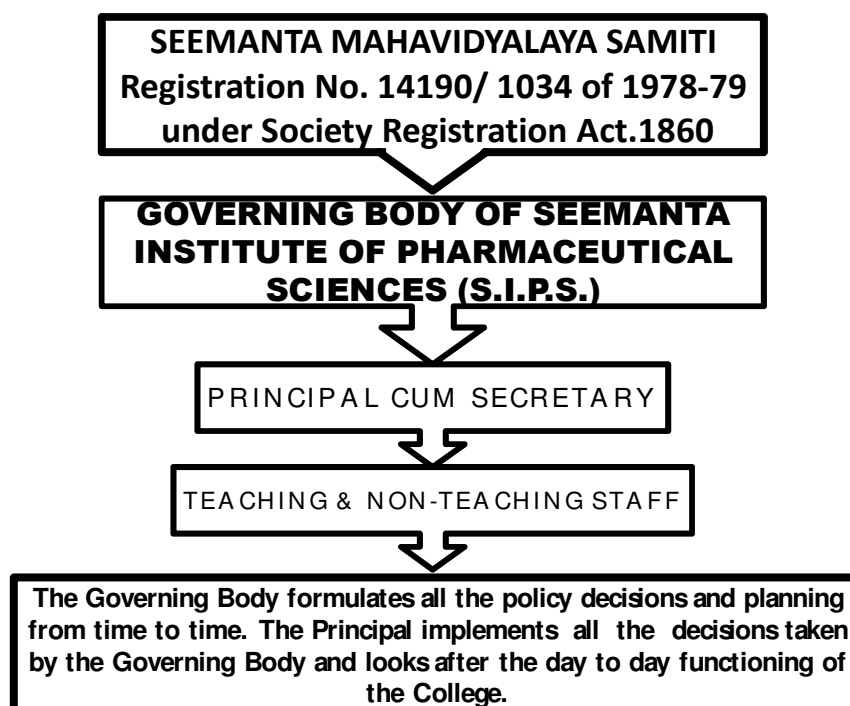 SEEMANTA MAHAVIDYALAYA SAMITI
Registration No. 14190/ 1034 of 1978-79
under Society Registration Act.1860
GOVERNING BODY OF SEEMANTA
INSTITUTE OF PHARMACEUTICAL
SCIENCES (S.I.P.S.)
PRINCIPAL CUM SECRETARY
TEACHING & NON-TEACHING STAFF
The Governing Body formulates all the policy decisions and planning
from time to time. The Principal implements all the decisions taken
by the Governing Body and looks after the day to day functioning of
the College.